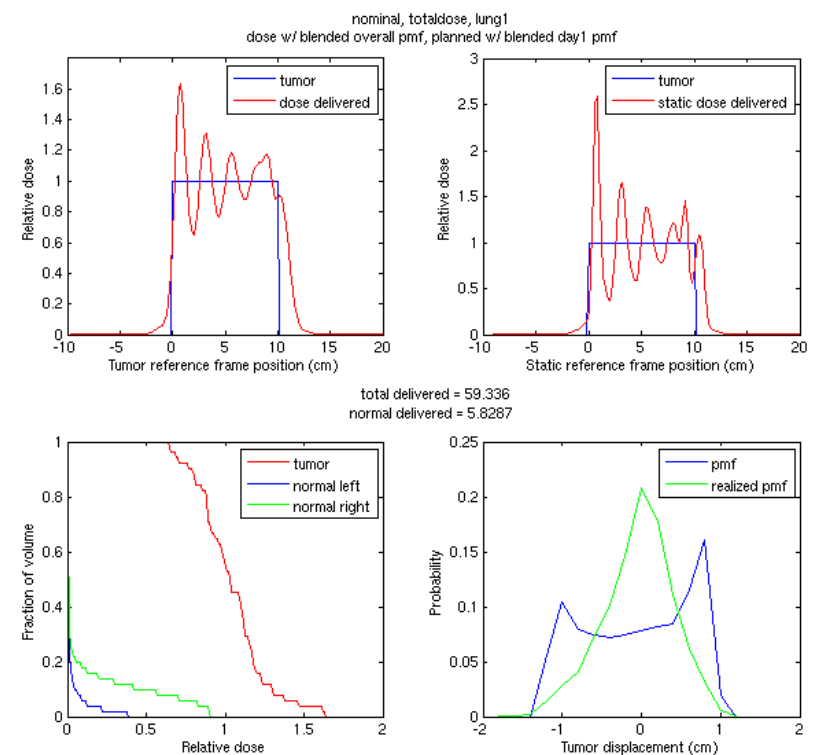 nominal, totaldose, lung1
dose w/ blended overall pmf, planned w/ blended day1 pmf
tumor
dose delivered
Relative dose
1.6
1.4
1.2
1
0.8
0.6
0.4
0.2
0
-10 -5 0 5 10 15 20
Tumor reference frame position (cm)
tumor
static dose delivered
Relative dose
3
2.5
2
1.5
1
0.5
0
-10 -5 0 5 10 15 20
Static reference frame position (cm)
total delivered = 59.336
normal delivered = 5.8287
tumor
normal left
normal right
Fraction of volume
1
0.8
0.6
0.4
0.2
0
0 0.5 1 1.5 2
Relative dose
pmf
realized pmf
Probability
0.25
0.2
0.15
0.1
0.05
0
-2 -1 0 1 2
Tumor displacement (cm)